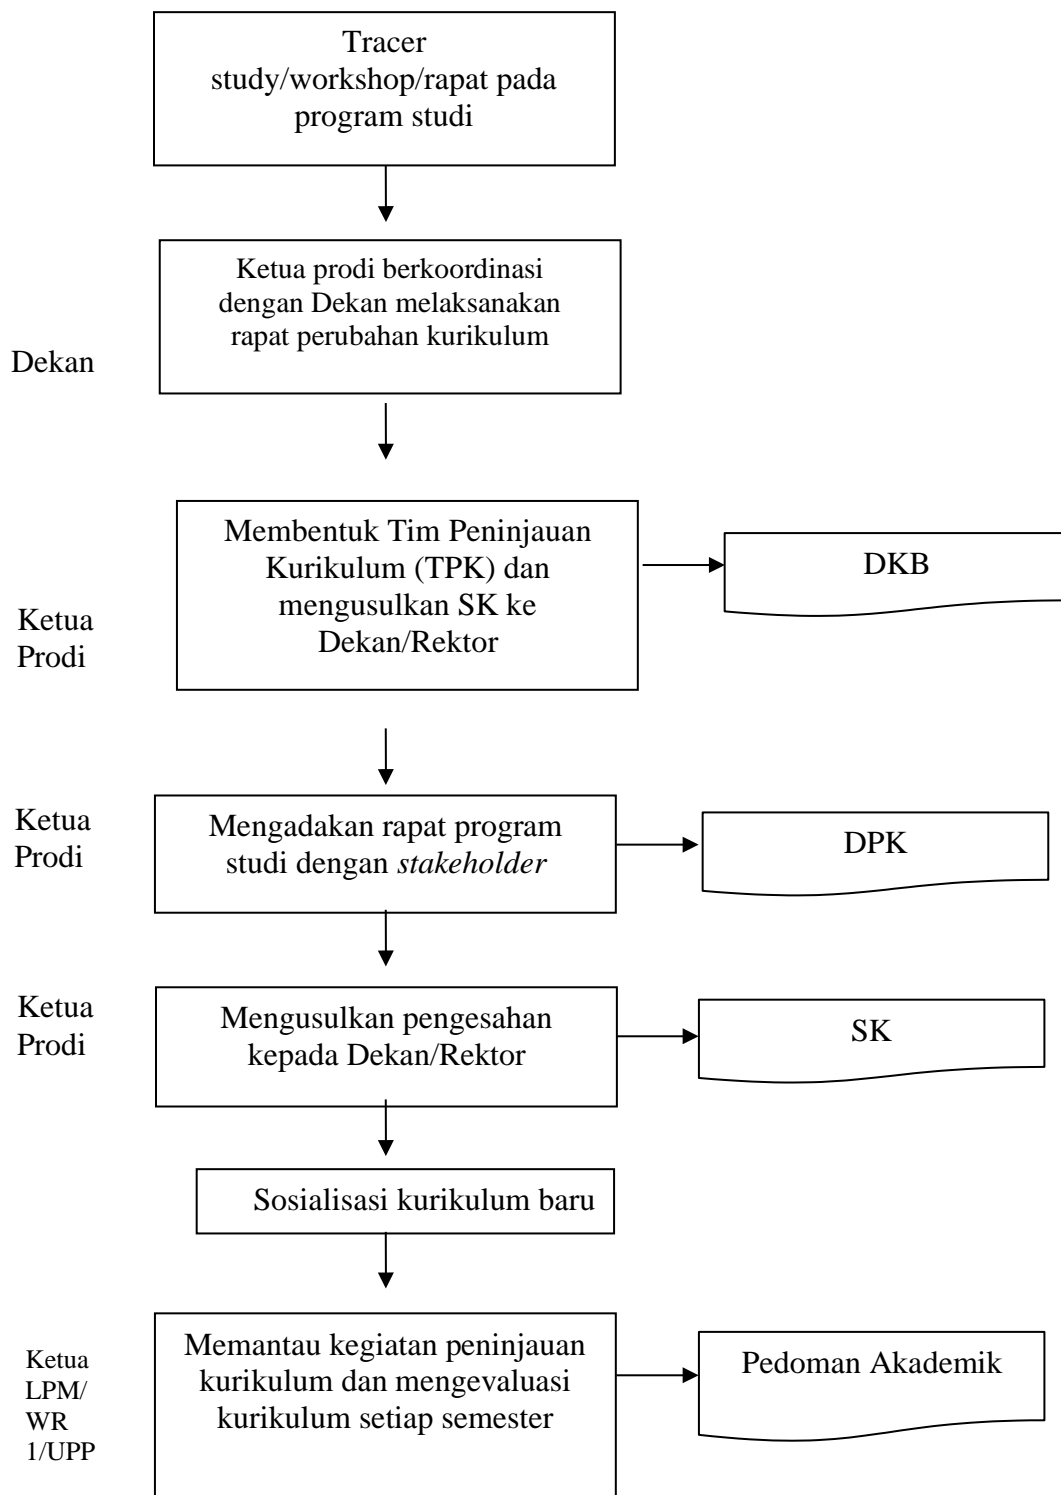 Tracer
study/workshop/rapat pada
program studi
Ketua prodi berkoordinasi
dengan Dekan melaksanakan
rapat perubahan kurikulum
Dekan
Membentuk Tim Peninjauan
Kurikulum (TPK) dan
mengusulkan SK ke
Dekan/Rektor
DKB
Ketua
Prodi
Ketua
Prodi
Mengadakan rapat program
studi dengan stakeholder
DPK
Ketua
Prodi
Mengusulkan pengesahan
kepada Dekan/Rektor
SK
Sosialisasi kurikulum baru
Ketua
LPM/
WR
1/UPP
Memantau kegiatan peninjauan
kurikulum dan mengevaluasi
kurikulum setiap semester
Pedoman Akademik